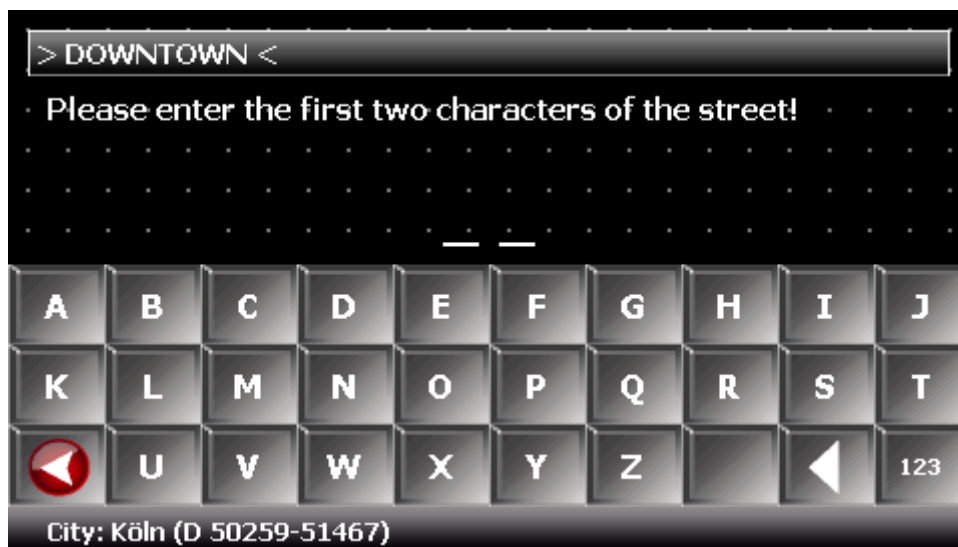 > DOWNTOWN <
Please enter the first two characters of the street!
_ _
A B C D E F G H I J
K L M N O P Q R S T
U V W X Y Z 123
City: Köln (D 50259-51467)